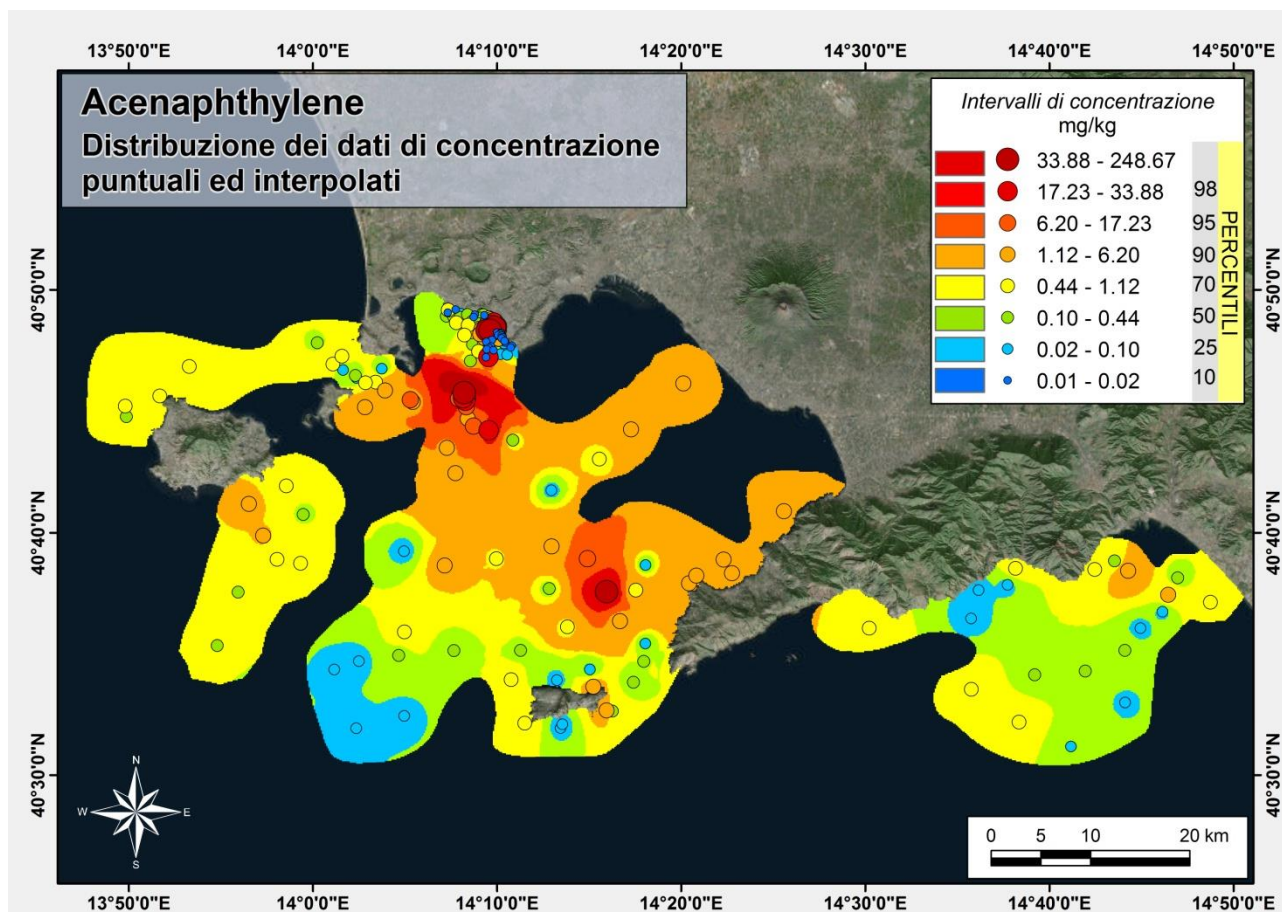 13°50'0"E 14°0'0"E 14°10'0"E 14°20'0"E 14°30'0"E 14°40'0"E 14°50'0"E
Acenaphthylene
Distribuzione dei dati di concentrazione
puntuali ed interpolati
Intervalli di concentrazione
mg/kg
33.88 - 248.67
17.23 - 33.88 98
6.20 - 17.23 95
1.12 - 6.20 90
0.44 - 1.12 70
0.10 - 0.44 50
0.02 - 0.10 25
0.01 - 0.02 10
PERCENTILI
40°50'0"N 40°50'0"N
40°40'0"N 40°40'0"N
40°30'0"N 40°30'0"N
N
W E
S
0 5 10 20 km
13°50'0"E 14°0'0"E 14°10'0"E 14°20'0"E 14°30'0"E 14°40'0"E 14°50'0"E